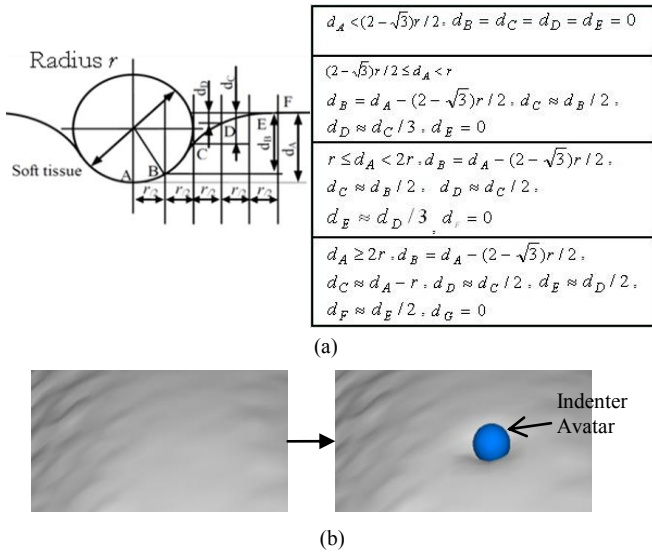 Radius r
Soft tissue
A
B
C
D
E
F
d_D
d_C
d_B
d_A
r/2 r/2 r/2 r/2 r/2
d_A < (2 − √3)r / 2, d_B = d_C = d_D = d_E = 0
(2 − √3)r / 2 ≤ d_A < r
d_B = d_A − (2 − √3)r / 2, d_C ≈ d_B / 2,
d_D ≈ d_C / 3, d_E = 0
r ≤ d_A < 2r, d_B = d_A − (2 − √3)r / 2,
d_C ≈ d_B / 2, d_D ≈ d_C / 2,
d_E ≈ d_D / 3, d = 0
d_A ≥ 2r, d_B = d_A − (2 − √3)r / 2,
d_C ≈ d_A − r, d_D ≈ d_C / 2, d_E ≈ d_D / 2,
d_F ≈ d_E / 2, d_G = 0
(a)
Indenter
Avatar
(b)